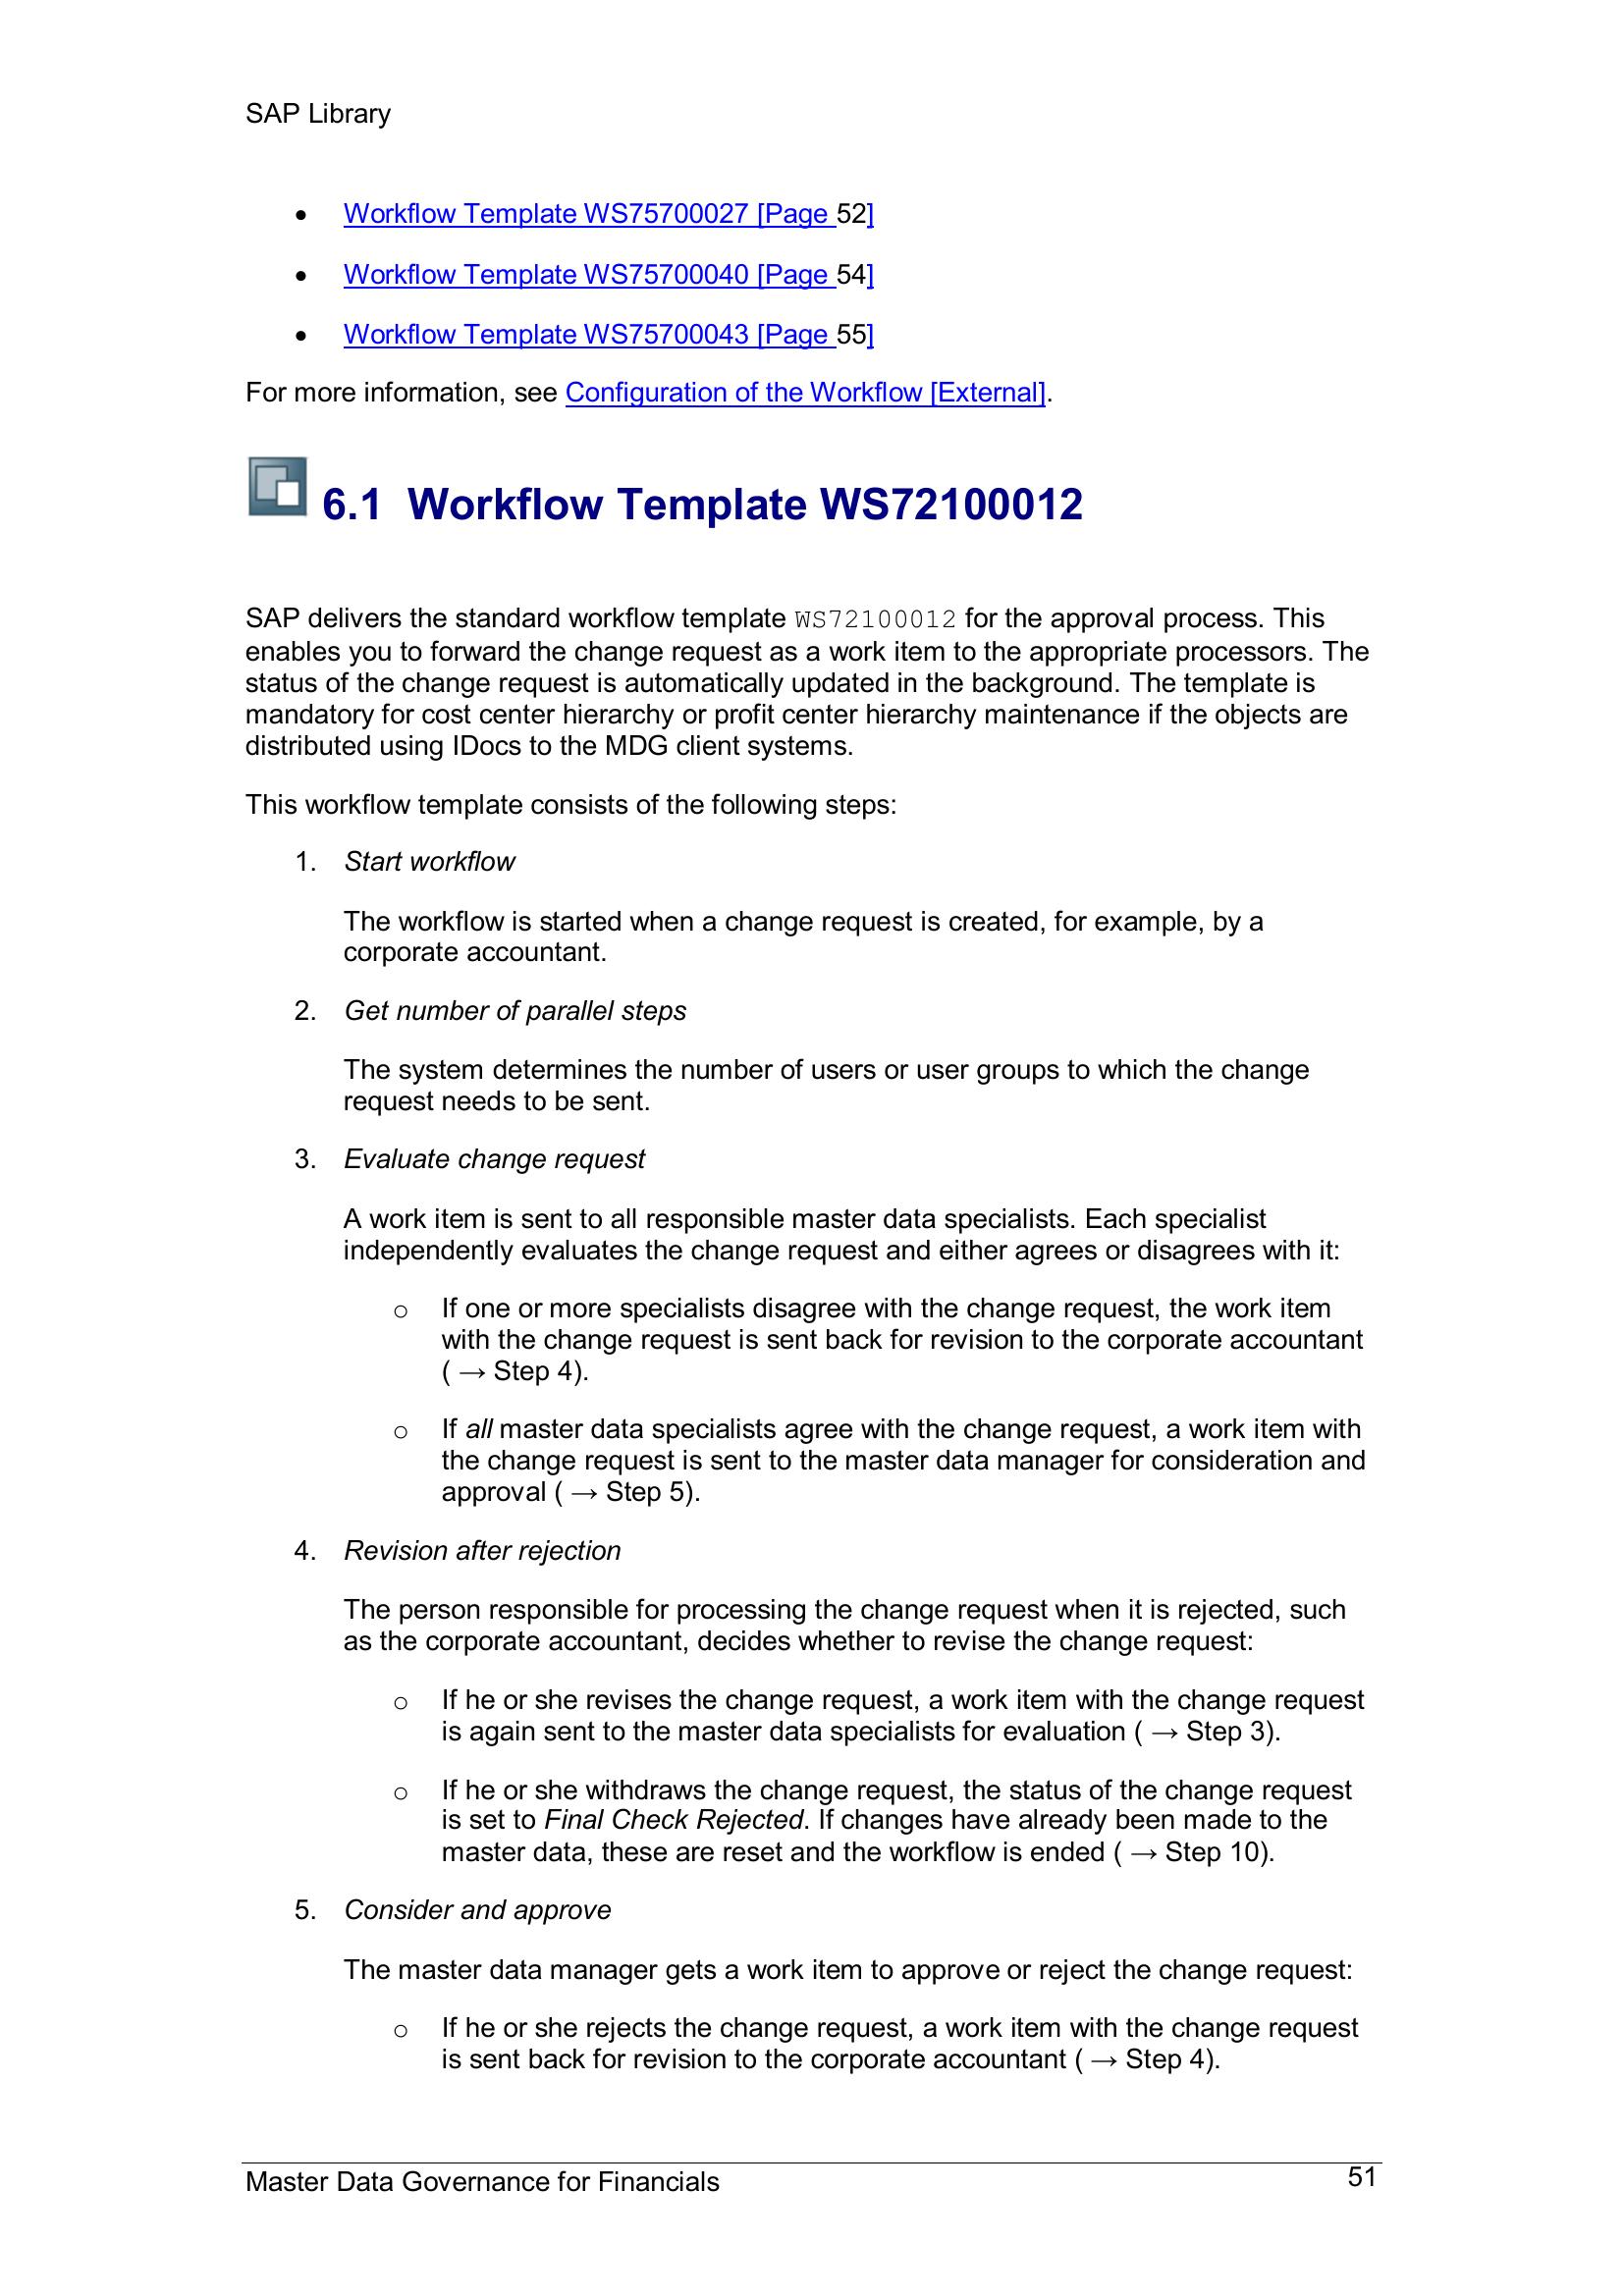 SAP Library
• Workflow Template WS75700027 [Page 52]
• Workflow Template WS75700040 [Page 54]
• Workflow Template WS75700043 [Page 55]
For more information, see Configuration of the Workflow [External].
6.1 Workflow Template WS72100012
SAP delivers the standard workflow template WS72100012 for the approval process. This
enables you to forward the change request as a work item to the appropriate processors. The
status of the change request is automatically updated in the background. The template is
mandatory for cost center hierarchy or profit center hierarchy maintenance if the objects are
distributed using IDocs to the MDG client systems.
This workflow template consists of the following steps:
1. Start workflow
The workflow is started when a change request is created, for example, by a
corporate accountant.
2. Get number of parallel steps
The system determines the number of users or user groups to which the change
request needs to be sent.
3. Evaluate change request
A work item is sent to all responsible master data specialists. Each specialist
independently evaluates the change request and either agrees or disagrees with it:
o If one or more specialists disagree with the change request, the work item
with the change request is sent back for revision to the corporate accountant
( → Step 4).
o If all master data specialists agree with the change request, a work item with
the change request is sent to the master data manager for consideration and
approval ( → Step 5).
4. Revision after rejection
The person responsible for processing the change request when it is rejected, such
as the corporate accountant, decides whether to revise the change request:
o If he or she revises the change request, a work item with the change request
is again sent to the master data specialists for evaluation ( → Step 3).
o If he or she withdraws the change request, the status of the change request
is set to Final Check Rejected. If changes have already been made to the
master data, these are reset and the workflow is ended ( → Step 10).
5. Consider and approve
The master data manager gets a work item to approve or reject the change request:
o If he or she rejects the change request, a work item with the change request
is sent back for revision to the corporate accountant ( → Step 4).
Master Data Governance for Financials 51